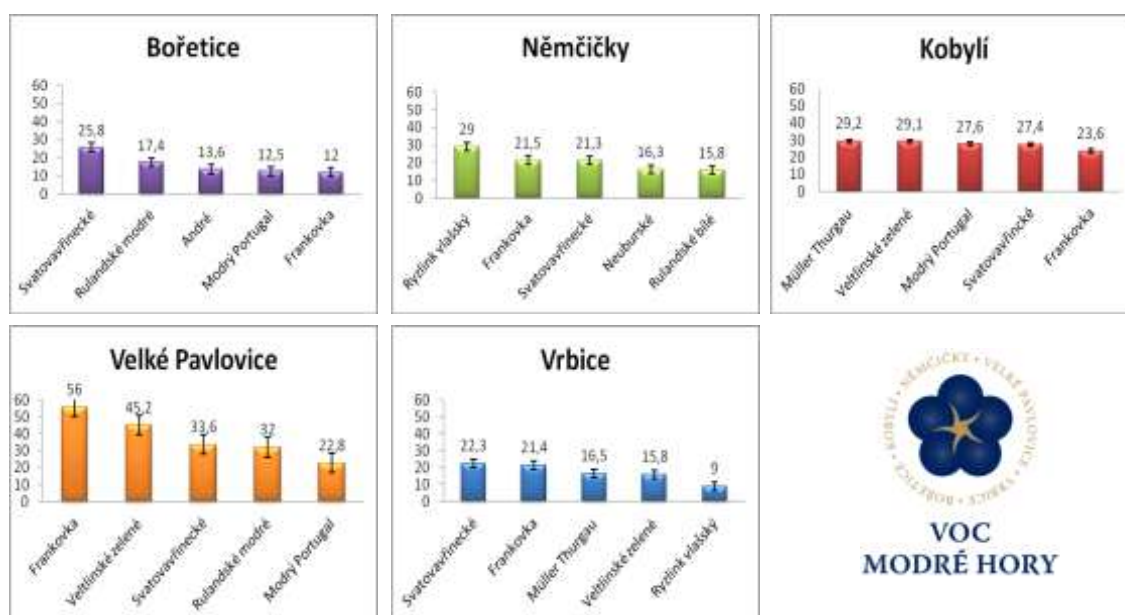 Bořetice
60
50
40
30
20
10
0
25,8
17,4
13,6
12,5
12
Svatovavřinecké
Rulandské modré
André
Modrý Portugal
Frankovka
Němčičky
60
50
40
30
20
10
0
29
21,5
21,3
16,3
15,8
Ryzlink vlašský
Frankovka
Svatovavřinecké
Neuburské
Rulandské bílé
Kobylí
60
50
40
30
20
10
0
29,2
29,1
27,6
27,4
23,6
Müller Thurgau
Veltlínské zelené
Modrý Portugal
Svatovavřincké
Frankovka
Velké Pavlovice
60
50
40
30
20
10
0
56
45,2
33,6
32
22,8
Frankovka
Veltlínské zelené
Svatovavřinecké
Rulandské modré
Modrý Portugal
Vrbice
60
50
40
30
20
10
0
22,3
21,4
16,5
15,8
9
Svatovavřinecké
Frankovka
Müller Thurgau
Veltlínské zelené
Ryzlink vlašský
BOŘETICE • KOBYLÍ • NĚMČIČKY • VELKÉ PAVLOVICE • VRBICE •
VOC
MODRÉ HORY